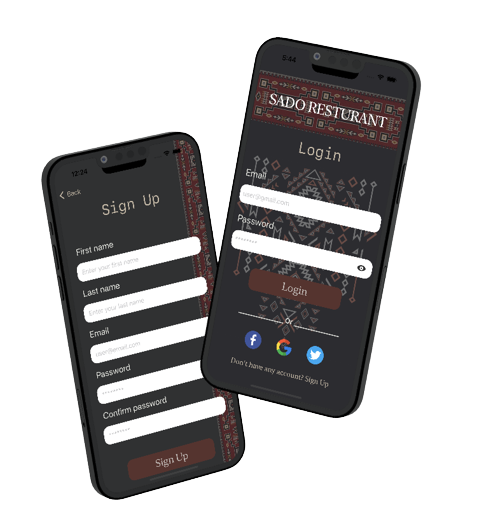 12:34
Back
Sign Up
First name
Enter your first name
Last name
Enter your last name
Email
user@email.com
Password
Confirm password
Sign Up
5:44
SADO RESTURANT
Login
Email
user@email.com
Password
Login
Or
Don't have any account? Sign Up